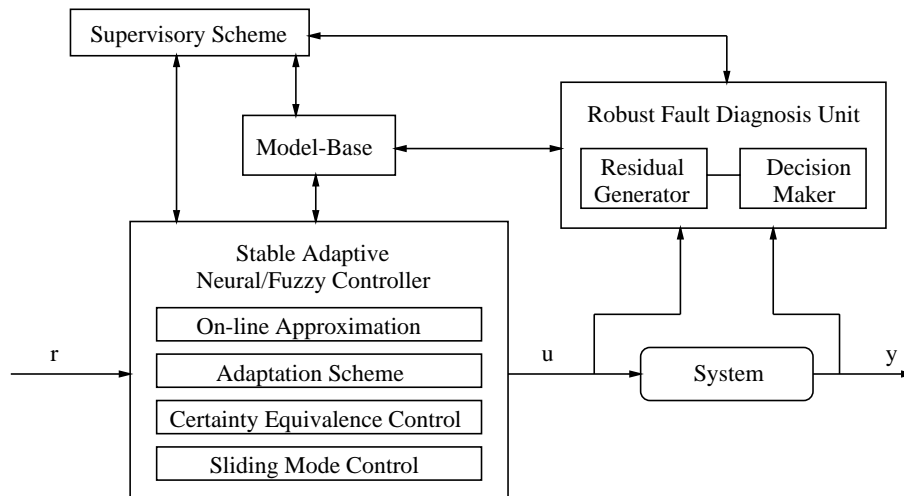 Supervisory Scheme
Robust Fault Diagnosis Unit
Model-Base
Residual
Generator
Decision
Maker
Stable Adaptive
Neural/Fuzzy Controller
On-line Approximation
Adaptation Scheme
Certainty Equivalence Control
Sliding Mode Control
r
u
System
y